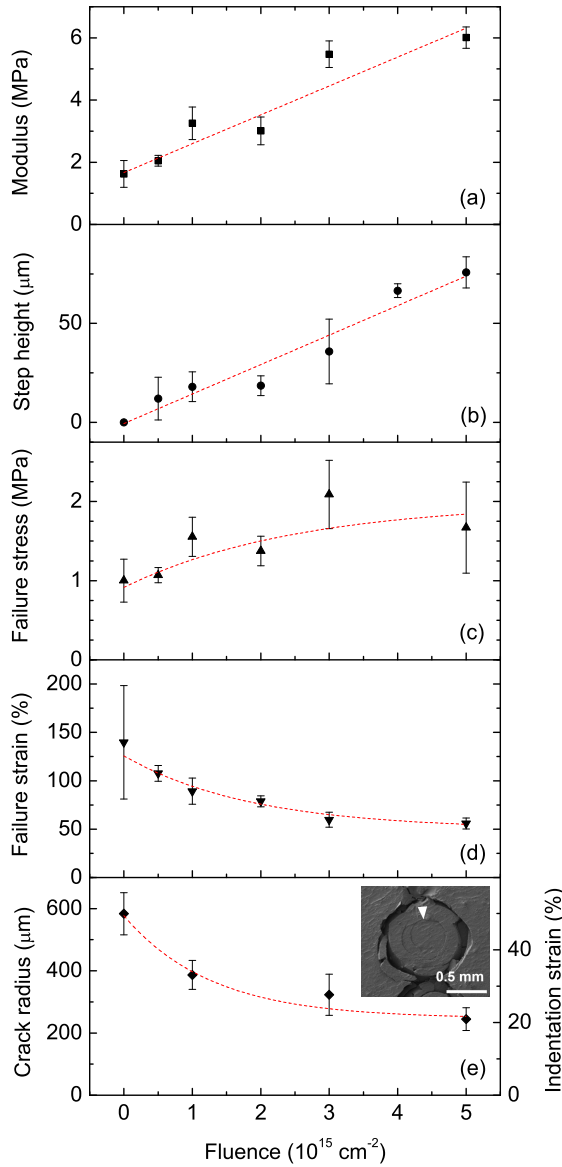 6
4
2
0
Modulus (MPa)
(a)
50
0
Step height (μm)
(b)
2
1
0
Failure stress (MPa)
(c)
200
150
100
50
0
Failure strain (%)
(d)
600
400
200
0
Crack radius (μm)
0.5 mm
40
20
0
Indentation strain (%)
(e)
0 1 2 3 4 5
Fluence (10¹⁵ cm⁻²)